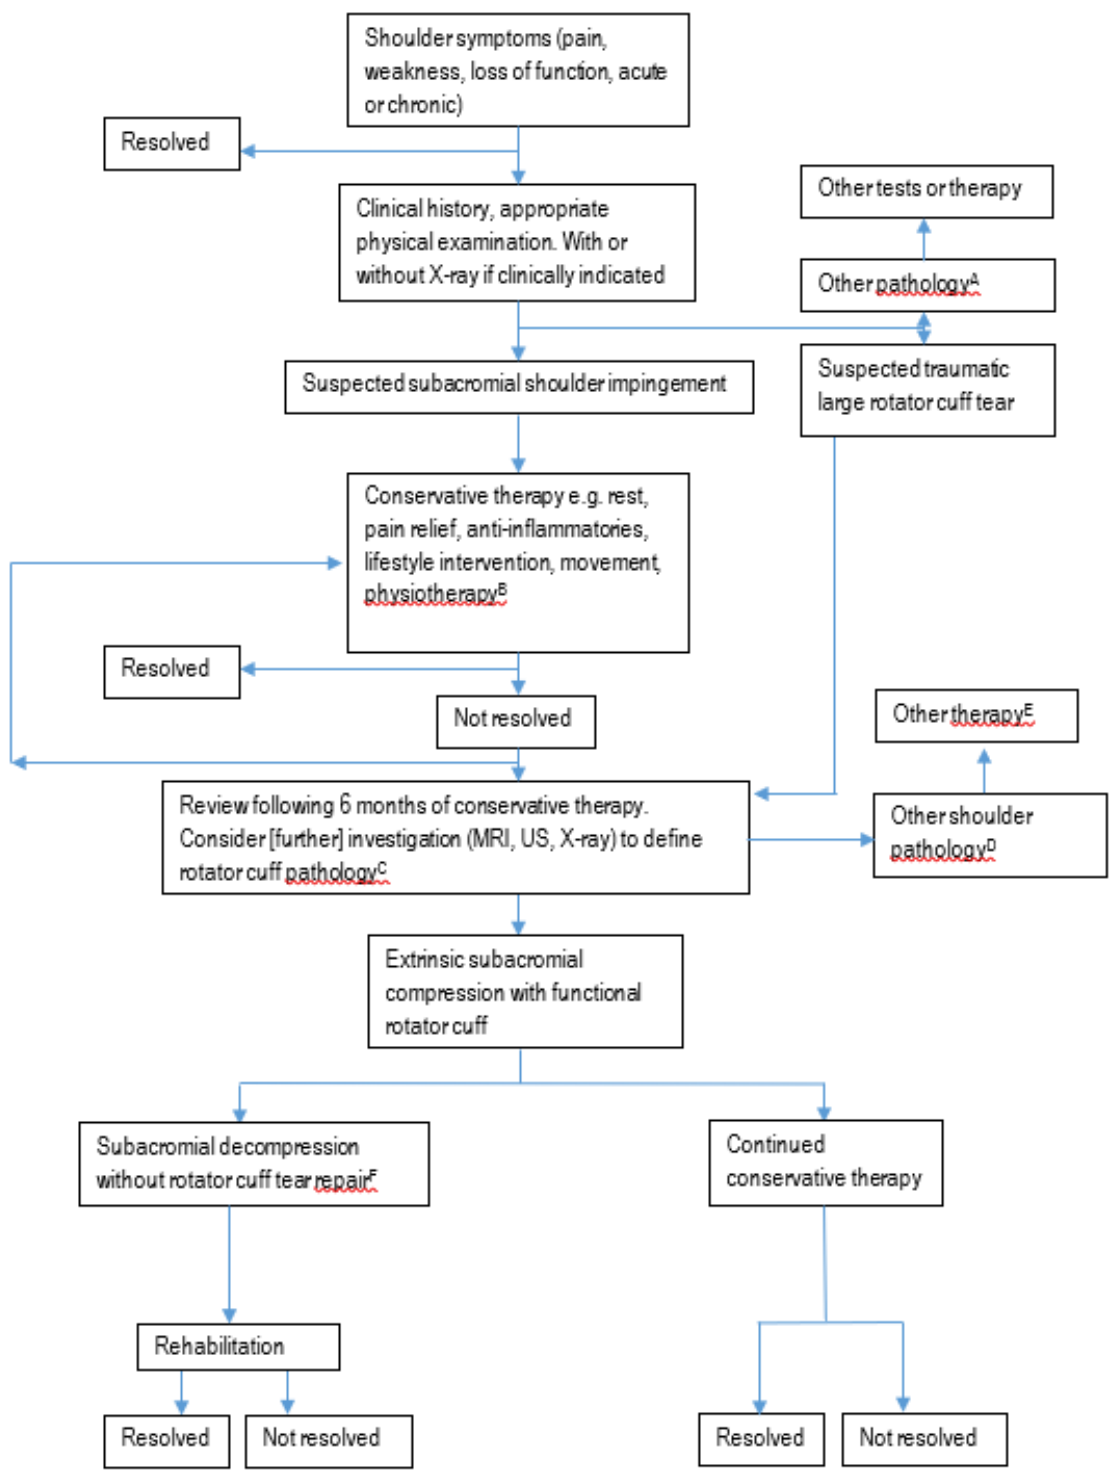 Shoulder symptoms (pain,
weakness, loss of function, acute
or chronic)
Resolved
Clinical history, appropriate
physical examination. With or
without X-ray if clinically indicated
Other tests or therapy
Other pathologyA
Suspected traumatic
large rotator cuff tear
Suspected subacromial shoulder impingement
Conservative therapy e.g. rest,
pain relief, anti-inflammatories,
lifestyle intervention, movement,
physiotherapyB
Resolved
Not resolved
Other therapyE
Review following 6 months of conservative therapy.
Consider [further] investigation (MRI, US, X-ray) to define
rotator cuff pathologyC
Other shoulder
pathologyD
Extrinsic subacromial
compression with functional
rotator cuff
Subacromial decompression
without rotator cuff tear repairF
Continued
conservative therapy
Rehabilitation
Resolved
Not resolved
Resolved
Not resolved